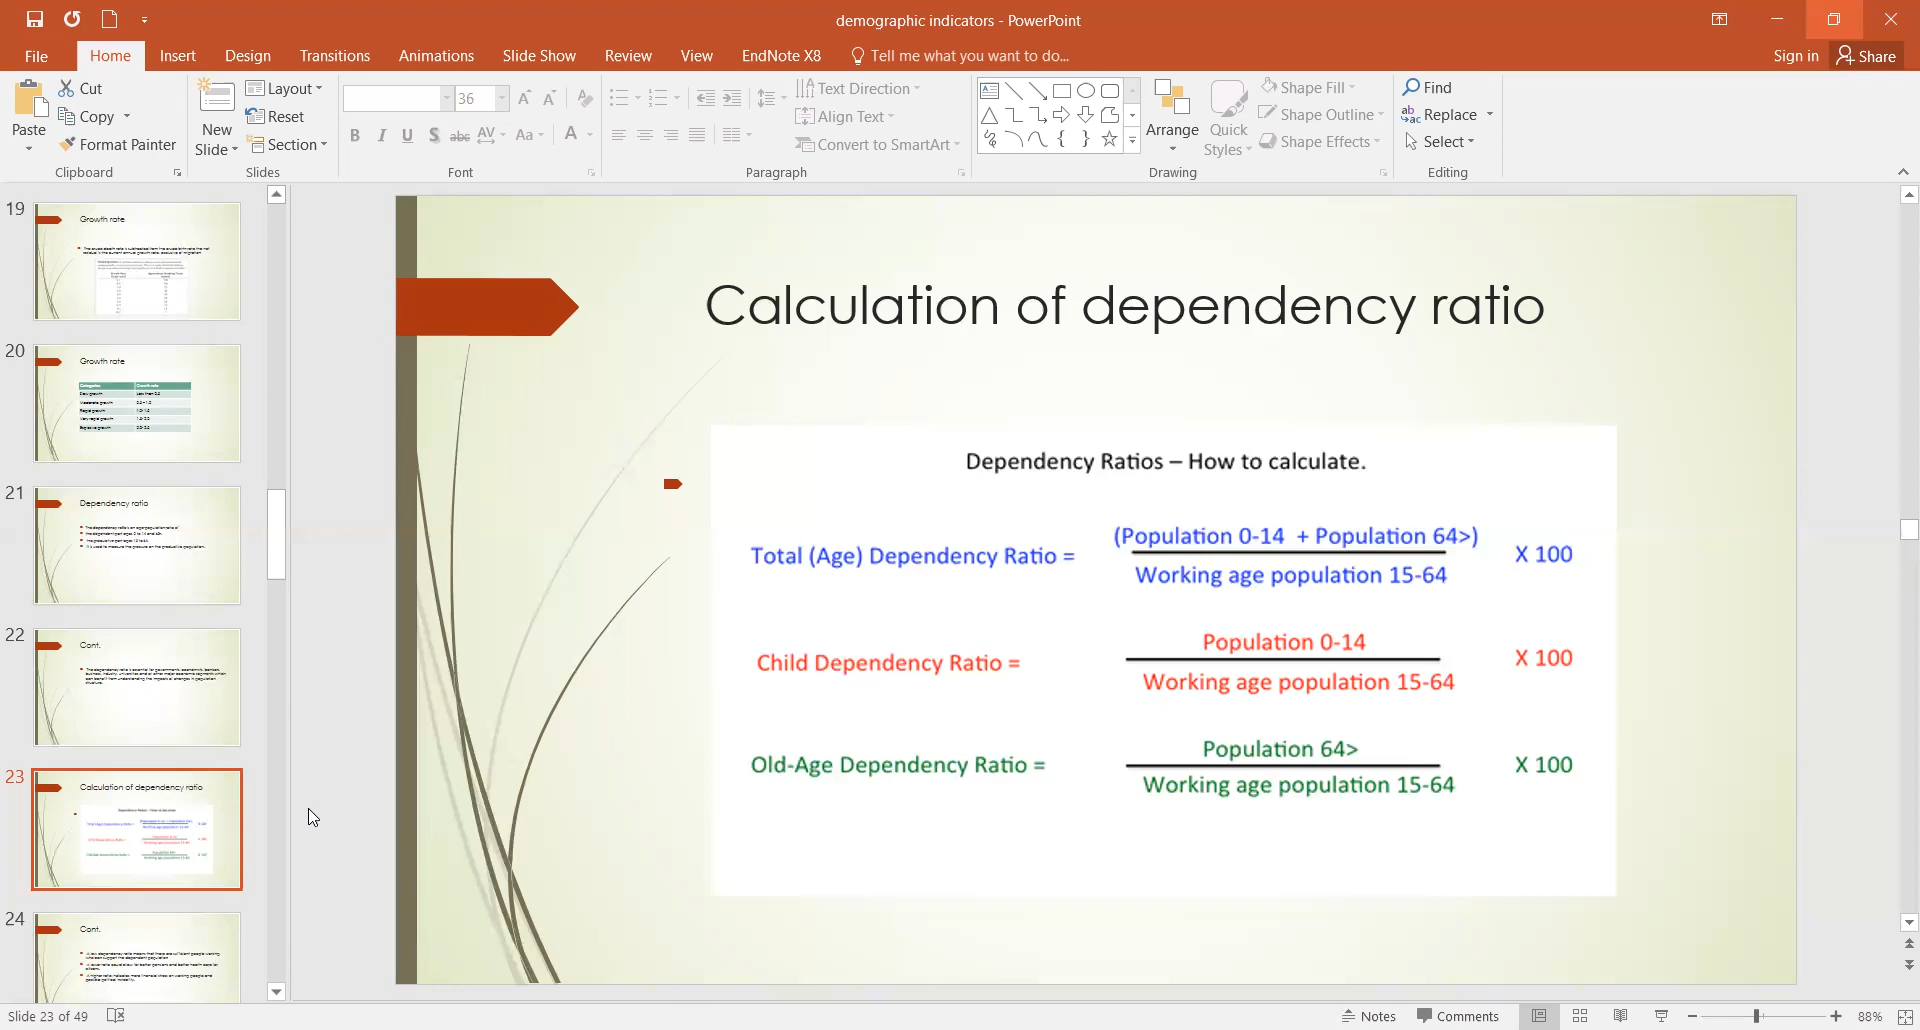 demographic indicators - PowerPoint
File Home Insert Design Transitions Animations Slide Show Review View EndNote X8 Tell me what you want to do... Sign in Share
Paste
Cut
Copy
Format Painter
Clipboard
New Slide
Layout
Reset
Section
Slides
36
Font
Text Direction
Align Text
Convert to SmartArt
Paragraph
Arrange
Quick Styles
Shape Fill
Shape Outline
Shape Effects
Drawing
Find
Replace
Select
Editing
19
Growth rate
20
Growth rate
21
Dependency ratio
22
Cont.
23
Calculation of dependency ratio
24
Cont.
Calculation of dependency ratio
Dependency Ratios – How to calculate.
Total (Age) Dependency Ratio = (Population 0-14 + Population 64>) X 100
Working age population 15-64
Child Dependency Ratio = Population 0-14 X 100
Working age population 15-64
Old-Age Dependency Ratio = Population 64> X 100
Working age population 15-64
Slide 23 of 49
Notes Comments 88%